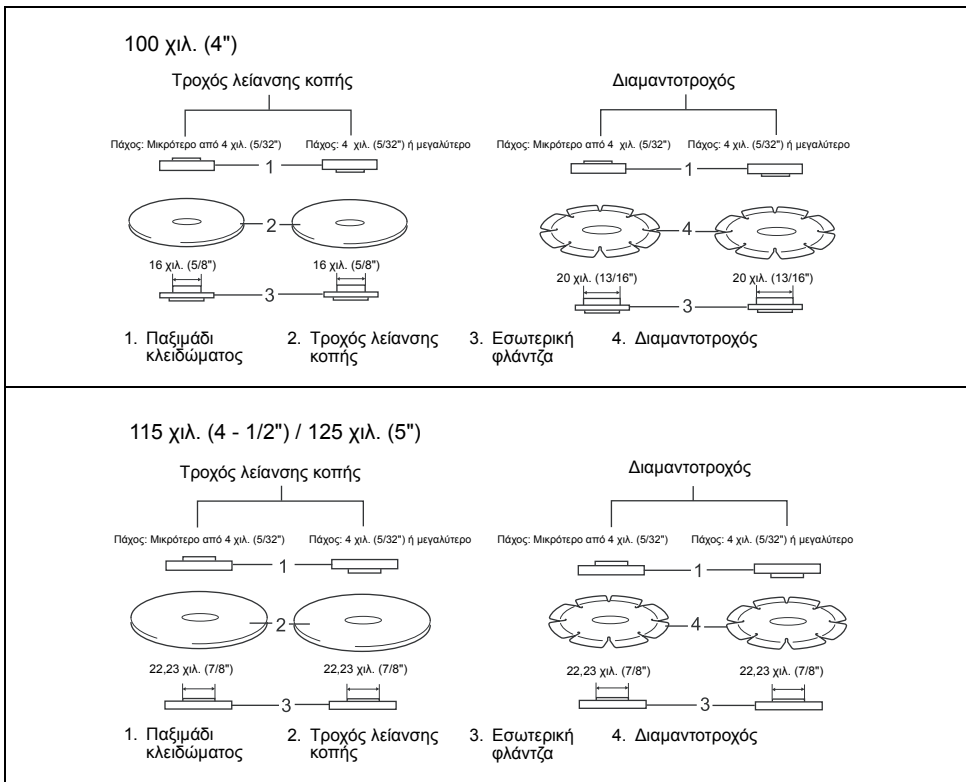 100 χιλ. (4")
Τροχός λείανσης κοπής
Διαμαντοτροχός
Πάχος: Μικρότερο από 4 χιλ. (5/32")
Πάχος: 4 χιλ. (5/32") ή μεγαλύτερο
Πάχος: Μικρότερο από 4 χιλ. (5/32")
Πάχος: 4 χιλ. (5/32") ή μεγαλύτερο
1
1
2
4
16 χιλ. (5/8")
16 χιλ. (5/8")
20 χιλ. (13/16")
20 χιλ. (13/16")
3
3
1. Παξιμάδι
κλειδώματος
2. Τροχός λείανσης
κοπής
3. Εσωτερική
φλάντζα
4. Διαμαντοτροχός
115 χιλ. (4 - 1/2") / 125 χιλ. (5")
Τροχός λείανσης κοπής
Διαμαντοτροχός
Πάχος: Μικρότερο από 4 χιλ. (5/32")
Πάχος: 4 χιλ. (5/32") ή μεγαλύτερο
Πάχος: Μικρότερο από 4 χιλ. (5/32")
Πάχος: 4 χιλ. (5/32") ή μεγαλύτερο
1
1
2
4
22,23 χιλ. (7/8")
22,23 χιλ. (7/8")
22,23 χιλ. (7/8")
22,23 χιλ. (7/8")
3
3
1. Παξιμάδι
κλειδώματος
2. Τροχός λείανσης
κοπής
3. Εσωτερική
φλάντζα
4. Διαμαντοτροχός